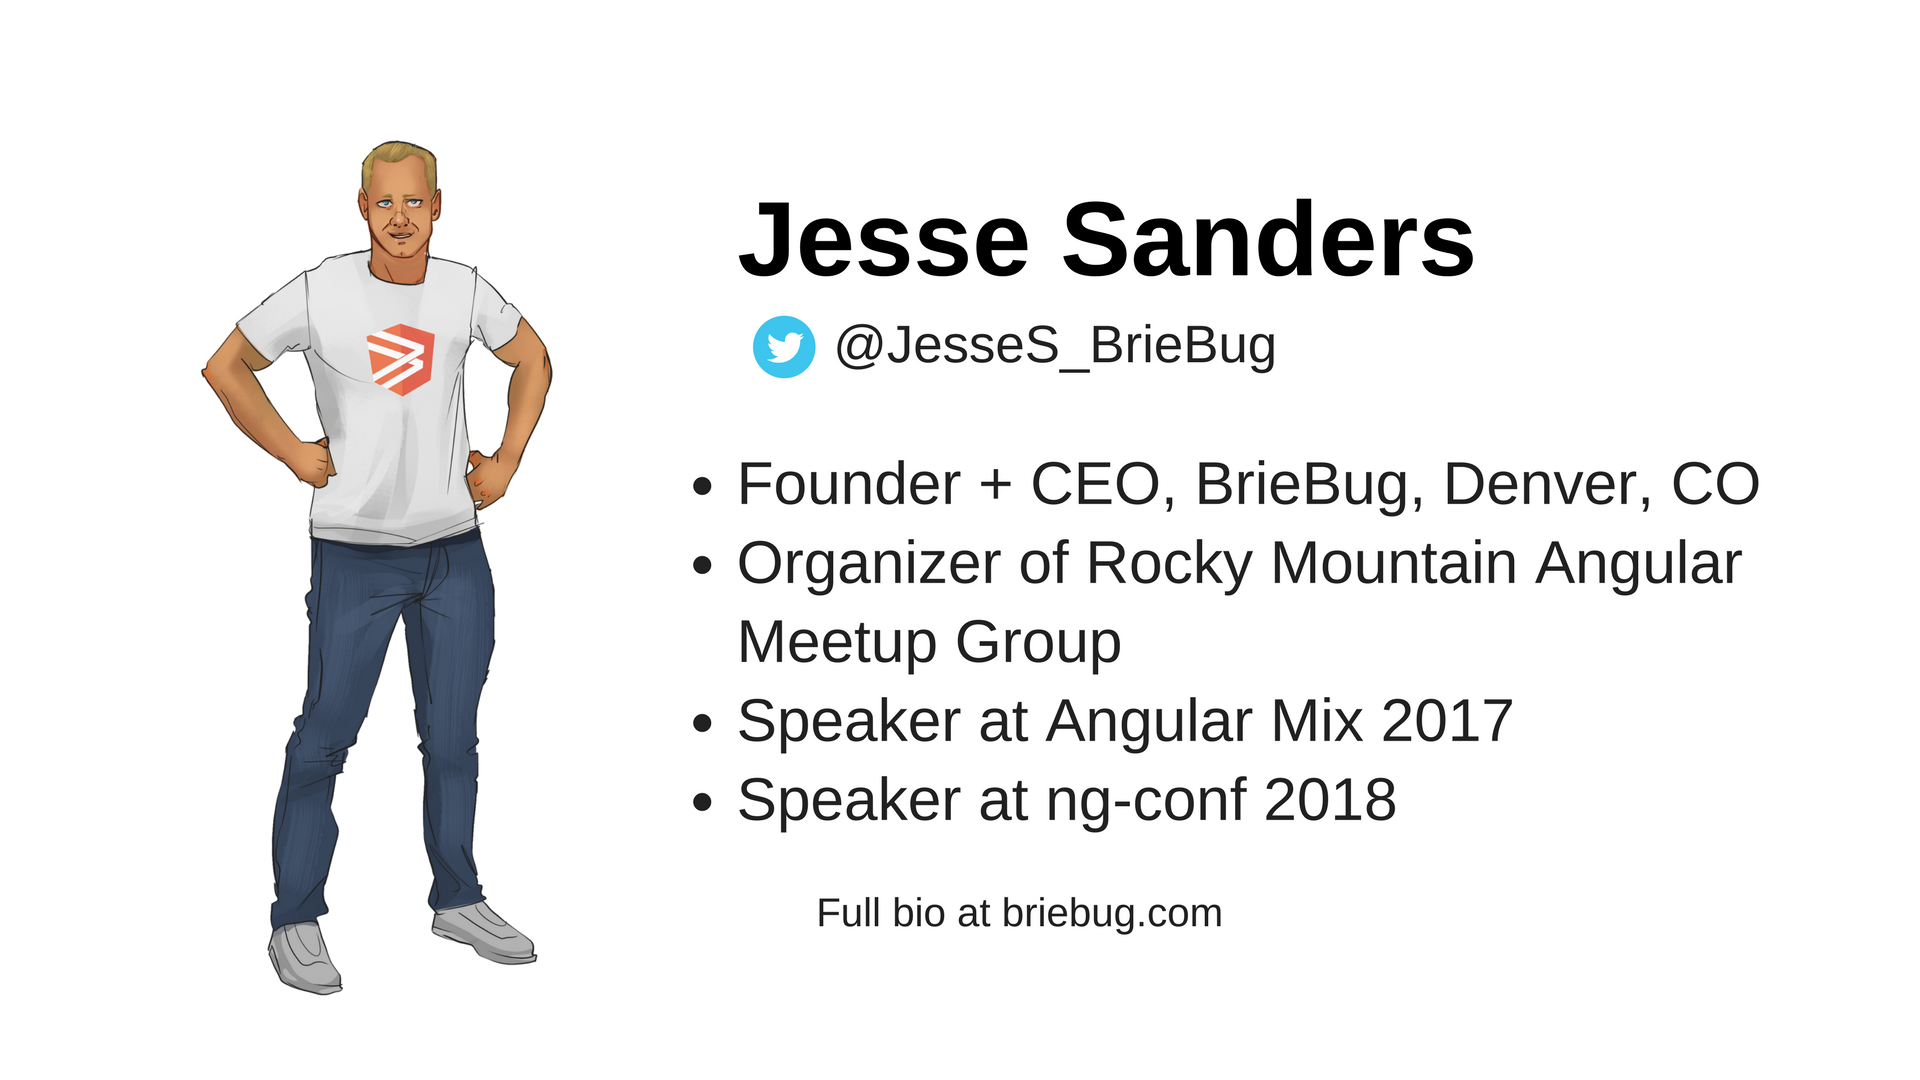 Jesse Sanders
@JesseS_BrieBug
• Founder + CEO, BrieBug, Denver, CO
• Organizer of Rocky Mountain Angular
Meetup Group
• Speaker at Angular Mix 2017
• Speaker at ng-conf 2018
Full bio at briebug.com